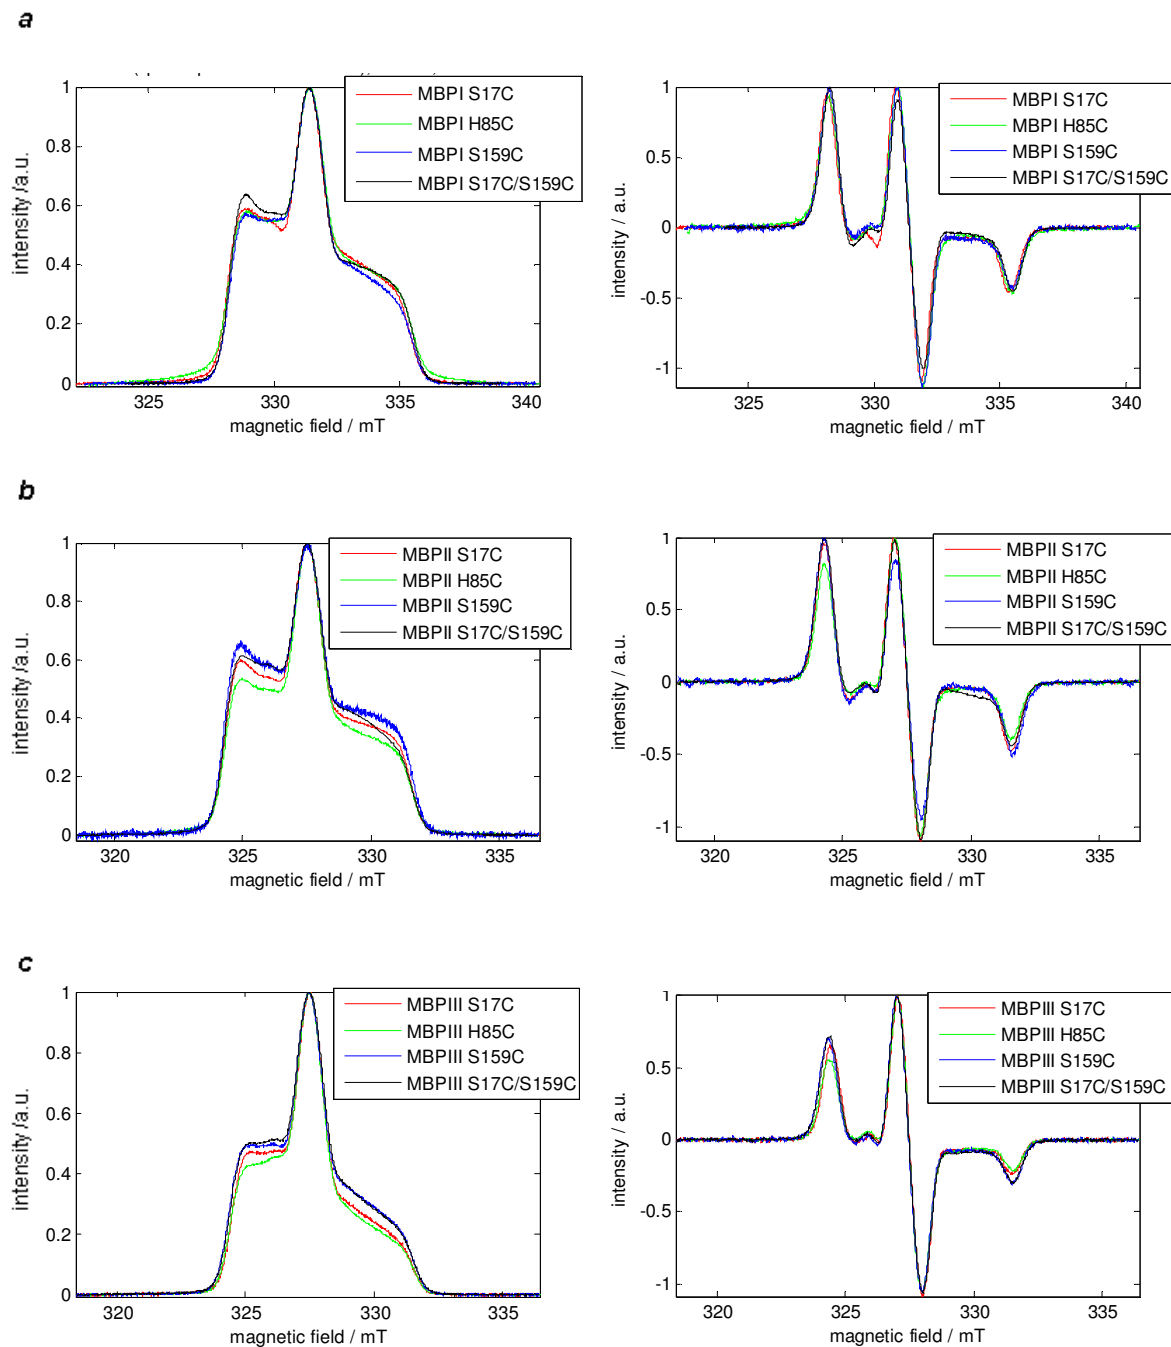 a
MBPI S17C
MBPI H85C
MBPI S159C
MBPI S17C/S159C
intensity /a.u.
1
0.8
0.6
0.4
0.2
0
325
330
335
340
magnetic field / mT
MBPI S17C
MBPI H85C
MBPI S159C
MBPI S17C/S159C
intensity / a.u.
1
0.5
0
-0.5
-1
325
330
335
340
magnetic field / mT
b
MBPII S17C
MBPII H85C
MBPII S159C
MBPII S17C/S159C
intensity /a.u.
1
0.8
0.6
0.4
0.2
0
320
325
330
335
magnetic field / mT
MBPII S17C
MBPII H85C
MBPII S159C
MBPII S17C/S159C
intensity / a.u.
1
0.5
0
-0.5
-1
320
325
330
335
magnetic field / mT
c
MBPIII S17C
MBPIII H85C
MBPIII S159C
MBPIII S17C/S159C
intensity /a.u.
1
0.8
0.6
0.4
0.2
0
320
325
330
335
magnetic field / mT
MBPIII S17C
MBPIII H85C
MBPIII S159C
MBPIII S17C/S159C
intensity / a.u.
1
0.5
0
-0.5
-1
320
325
330
335
magnetic field / mT